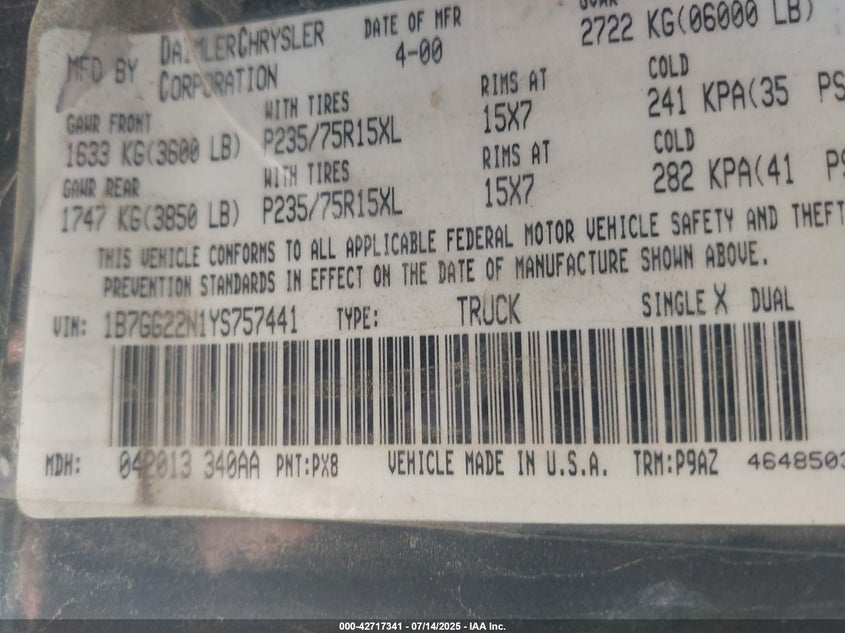 MFD BY DAIMLERCHRYSLER CORPORATION DATE OF MFR 4-00 GVWR 2722 KG(06000 LB)
GAWR FRONT WITH TIRES RIMS AT COLD
1633 KG(3600 LB) P235/75R15XL 15X7 241 KPA(35 PS
GAWR REAR WITH TIRES RIMS AT COLD
1747 KG(3850 LB) P235/75R15XL 15X7 282 KPA(41 PS
THIS VEHICLE CONFORMS TO ALL APPLICABLE FEDERAL MOTOR VEHICLE SAFETY AND THEFT
PREVENTION STANDARDS IN EFFECT ON THE DATE OF MANUFACTURE SHOWN ABOVE.
VIN: 1B7GG22N1YS757441 TYPE: TRUCK SINGLE X DUAL
MDH: 042013 340AA PNT:PX8 VEHICLE MADE IN U.S.A. TRM:P9AZ 4648503
000-42717341 - 07/14/2025 - IAA Inc.